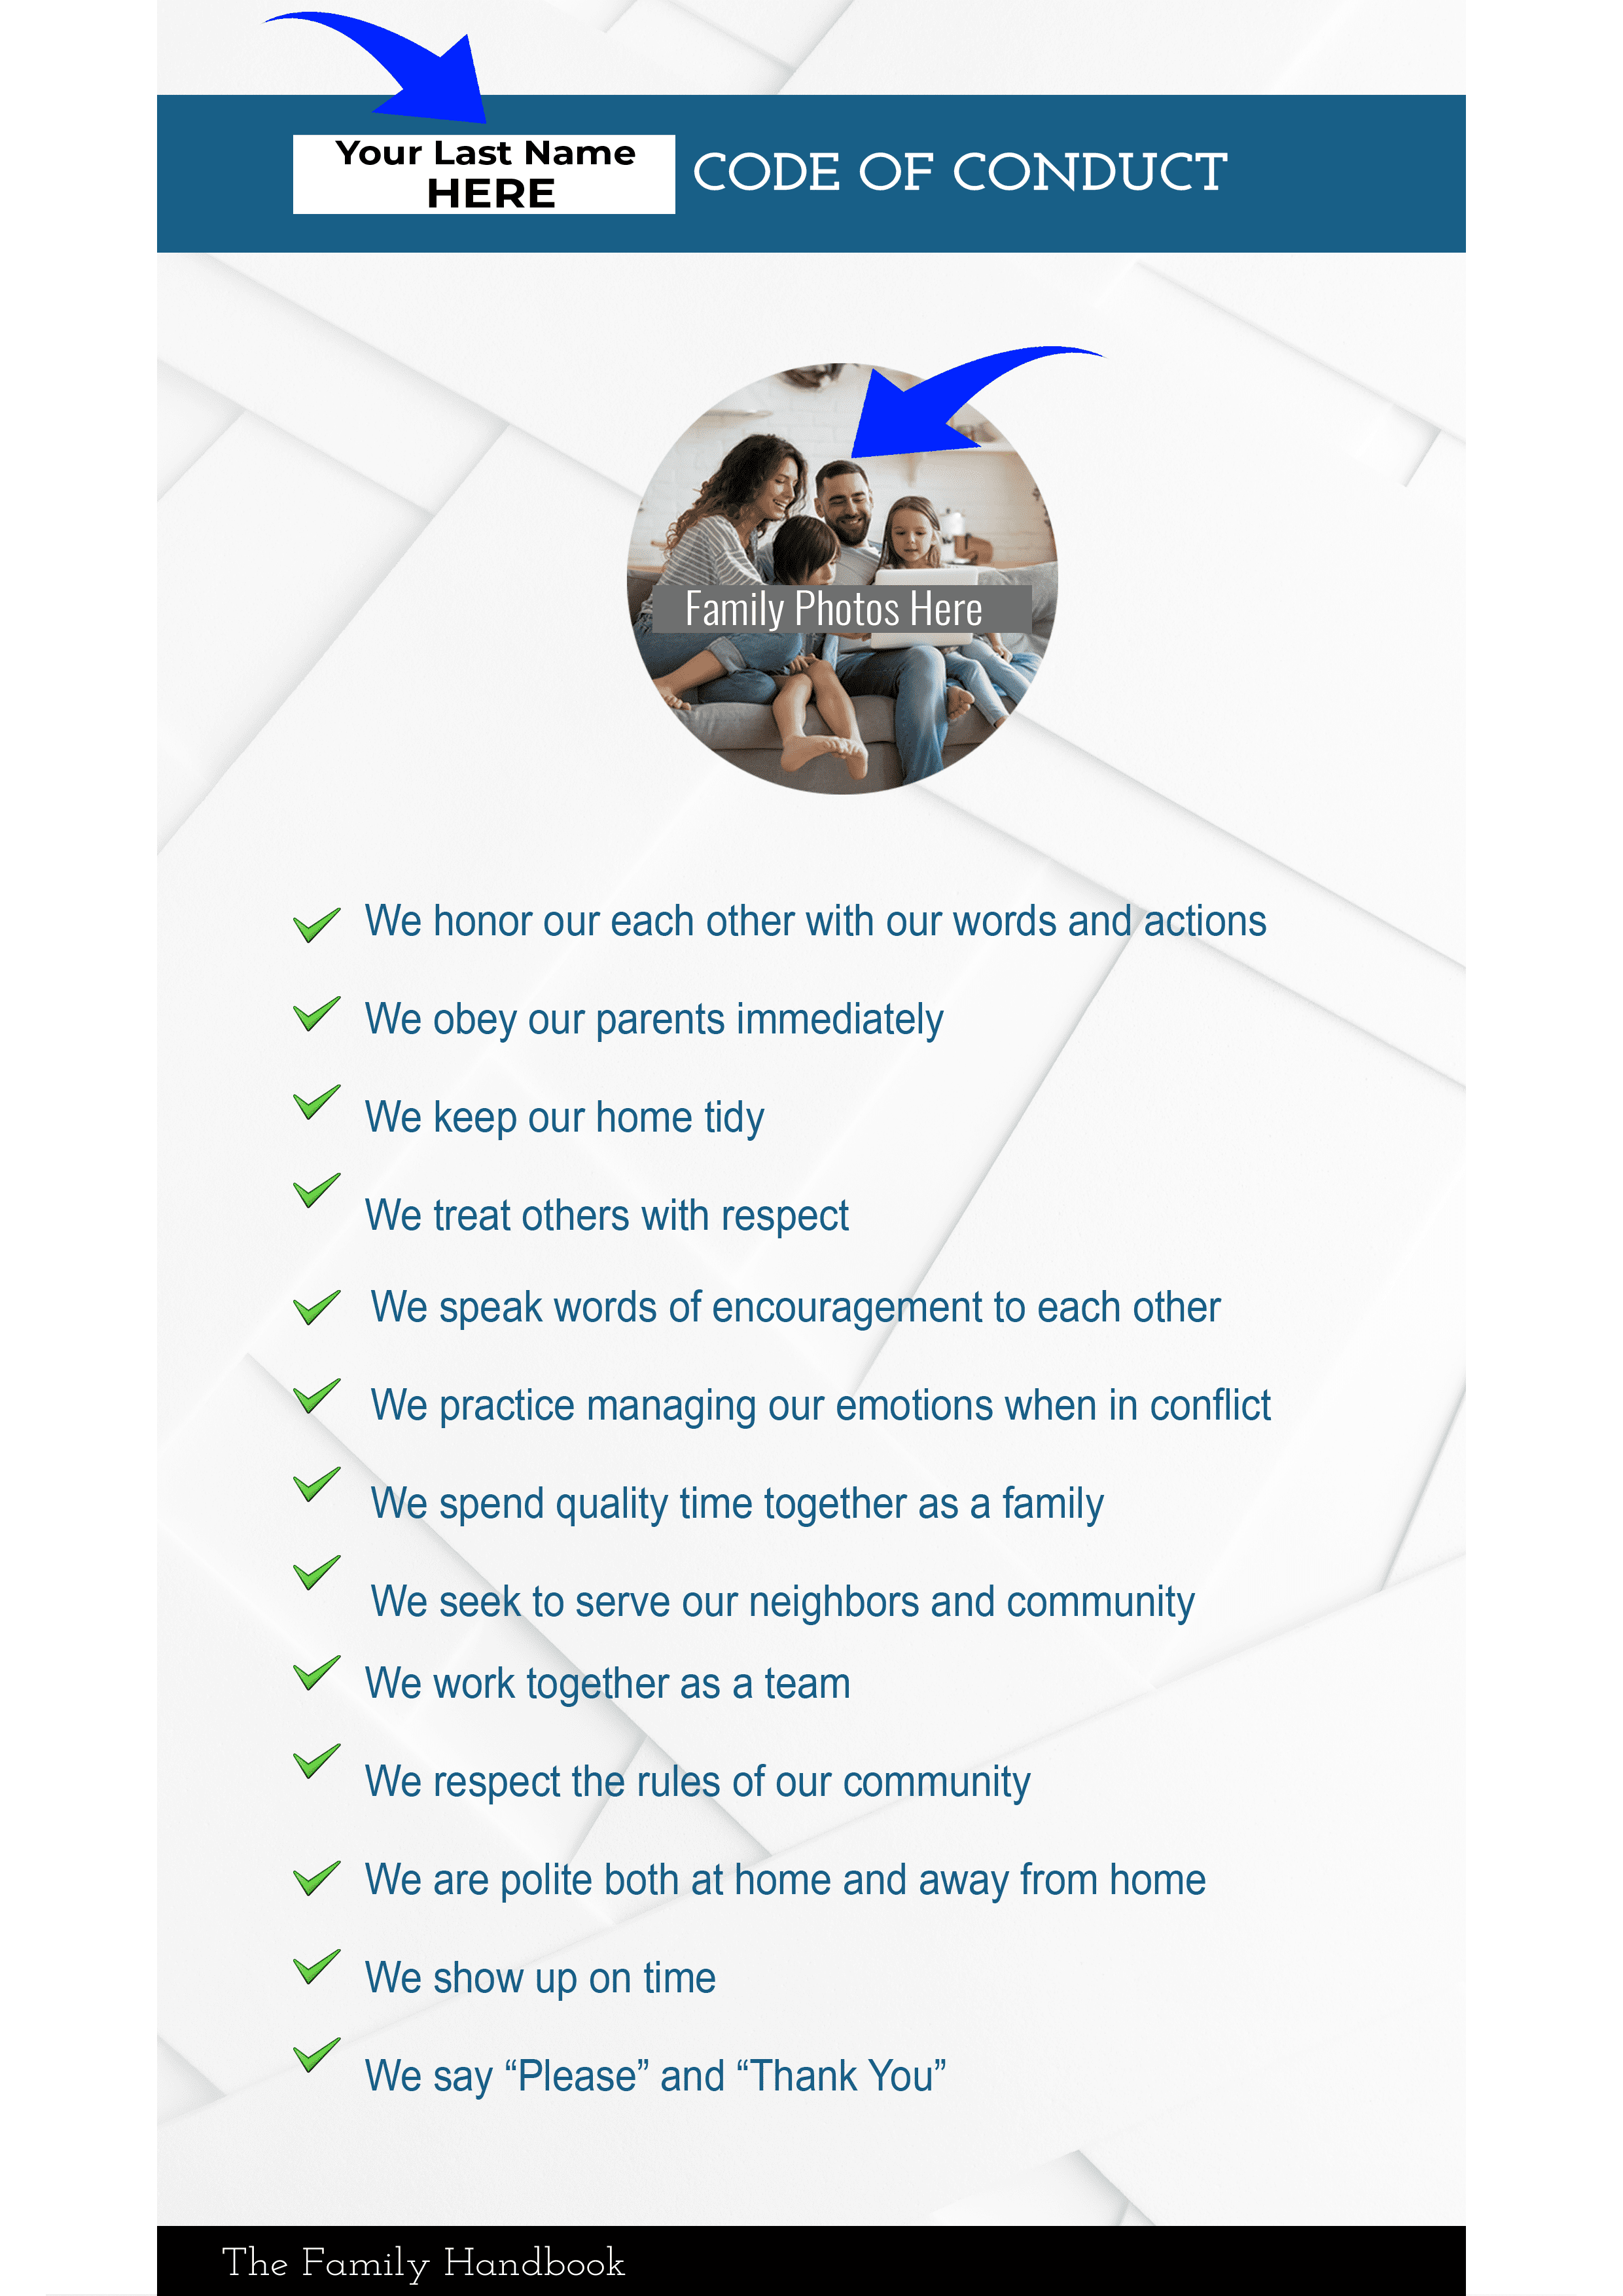 Your Last Name
HERE
CODE OF CONDUCT
Family Photos Here
We honor our each other with our words and actions
We obey our parents immediately
We keep our home tidy
We treat others with respect
We speak words of encouragement to each other
We practice managing our emotions when in conflict
We spend quality time together as a family
We seek to serve our neighbors and community
We work together as a team
We respect the rules of our community
We are polite both at home and away from home
We show up on time
We say “Please” and “Thank You”
The Family Handbook